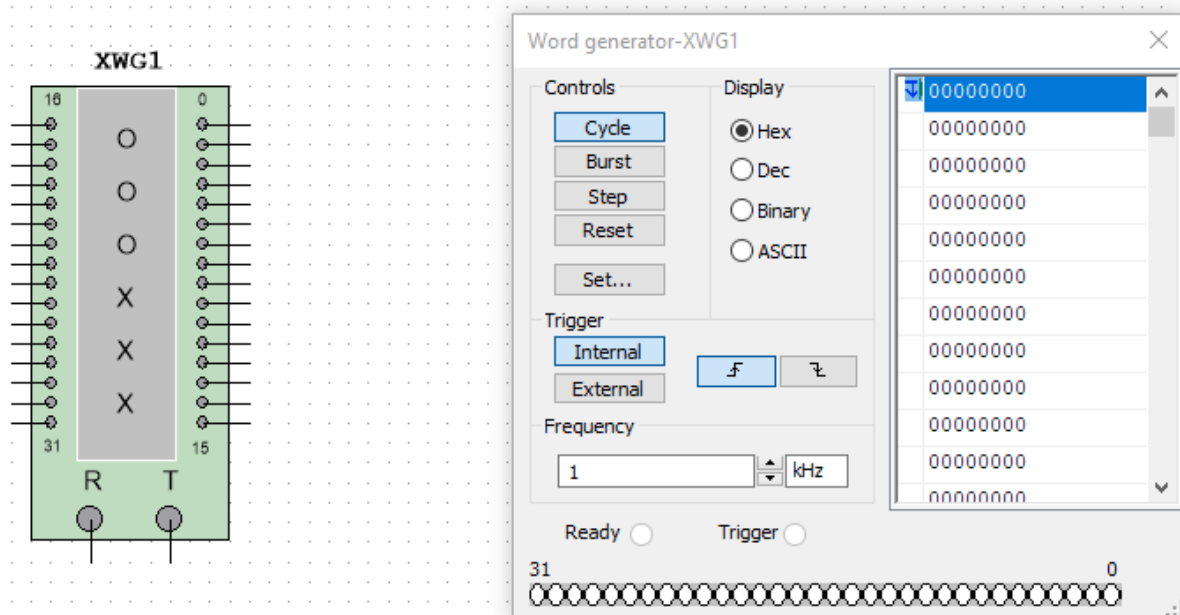 XWG1
16 0
O
O
O
X
X
X
31 15
R T
Word generator-XWG1
Controls
Cycle
Burst
Step
Reset
Set...
Display
Hex
Dec
Binary
ASCII
Trigger
Internal
External
Frequency
1 kHz
Ready Trigger
31 0
00000000
00000000
00000000
00000000
00000000
00000000
00000000
00000000
00000000
00000000
00000000
00000000